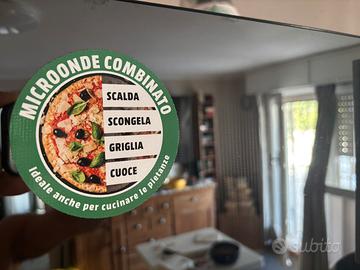 MICROONDE COMBINATO
SCALDA
SCONGELA
GRIGLIA
CUOCE
Ideale anche per cucinare le pietanze
subito